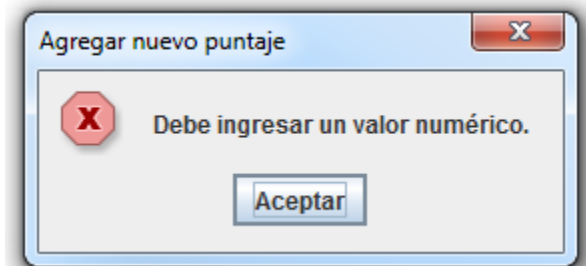 Agregar nuevo puntaje
Debe ingresar un valor numérico.
Aceptar